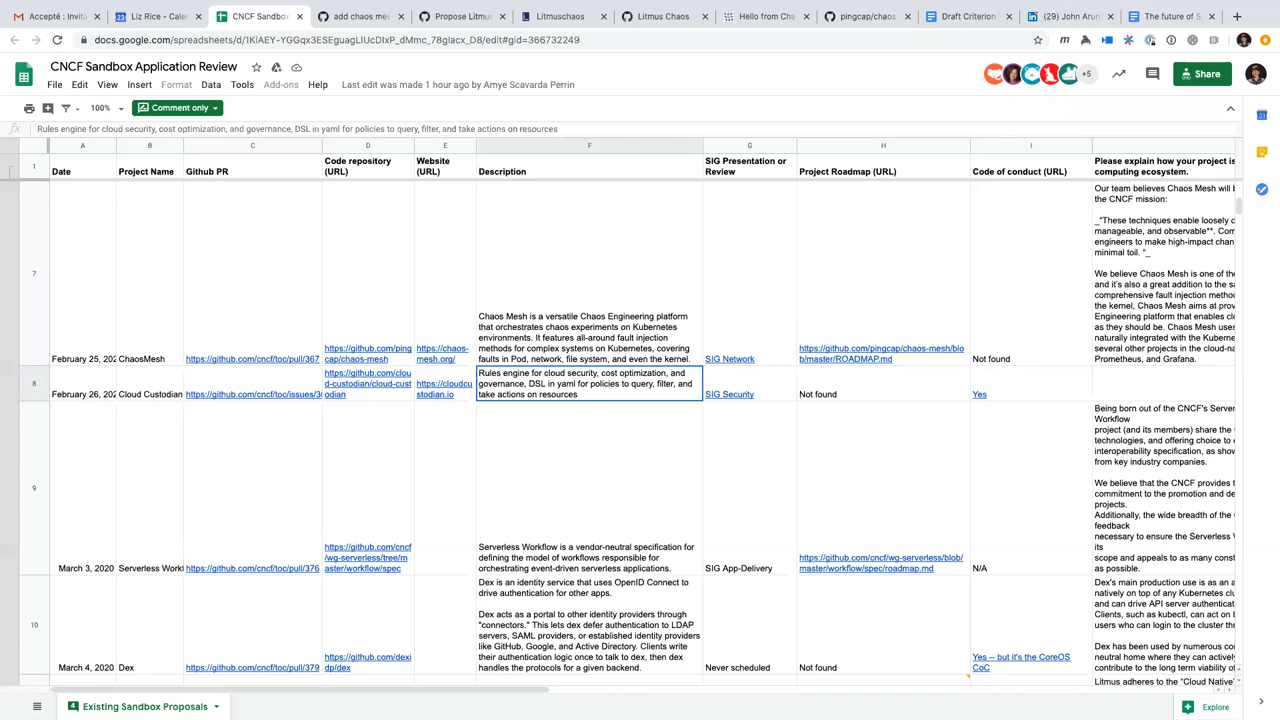 Accepté : Invita
Liz Rice - Caler
CNCF Sandbox
add chaos me
Propose Litmu
Litmuschaos
Litmus Chaos
Hello from Cha
pingcap/chaos
Draft Criterion
(29) John Arun
The future of S
docs.google.com/spreadsheets/d/1KiAEY-YGGqx3ESEguagLIUcDIxP_dMmc_78glacx_D8/edit#gid=366732249
CNCF Sandbox Application Review
File Edit View Insert Format Data Tools Add-ons Help Last edit was made 1 hour ago by Amye Scavarda Perrin
+5
Share
100%
Comment only
fx Rules engine for cloud security, cost optimization, and governance, DSL in yaml for policies to query, filter, and take actions on resources
A B C D E F G H I
1
Date
Project Name
Github PR
Code repository
(URL)
Website
(URL)
Description
SIG Presentation or
Review
Project Roadmap (URL)
Code of conduct (URL)
Please explain how your project is
computing ecosystem.
7
February 25, 202
ChaosMesh
https://github.com/cncf/toc/pull/367
https://github.com/ping
cap/chaos-mesh
https://chaos-
mesh.org/
Chaos Mesh is a versatile Chaos Engineering platform
that orchestrates chaos experiments on Kubernetes
environments. It features all-around fault injection
methods for complex systems on Kubernetes, covering
faults in Pod, network, file system, and even the kernel.
SIG Network
https://github.com/pingcap/chaos-mesh/blo
b/master/ROADMAP.md
Not found
Our team believes Chaos Mesh will b
the CNCF mission:
_"These techniques enable loosely c
manageable, and observable**. Com
engineers to make high-impact chan
minimal toil. "_
We believe Chaos Mesh is one of the
and it's also a great addition to the sa
comprehensive fault injection metho
the kernel, Chaos Mesh aims at prov
Engineering platform that enables cl
as they should be. Chaos Mesh uses
naturally integrated with the Kuberne
several other projects in the cloud-na
Prometheus, and Grafana.
8
February 26, 202
Cloud Custodian
https://github.com/cncf/toc/issues/3
https://github.com/clou
d-custodian/cloud-cust
odian
https://cloudcu
stodian.io
Rules engine for cloud security, cost optimization, and
governance, DSL in yaml for policies to query, filter, and
take actions on resources
SIG Security
Not found
Yes
9
March 3, 2020
Serverless Workf
https://github.com/cncf/toc/pull/376
https://github.com/cncf
/wg-serverless/tree/m
aster/workflow/spec
Serverless Workflow is a vendor-neutral specification for
defining the model of workflows responsible for
orchestrating event-driven serverless applications.
SIG App-Delivery
https://github.com/cncf/wg-serverless/blob/
master/workflow/spec/roadmap.md
N/A
Being born out of the CNCF's Server
Workflow
project (and its members) share the C
technologies, and offering choice to c
interoperability specification, as show
from key industry companies.
We believe that the CNCF provides t
commitment to the promotion and de
projects.
Additionally, the wide breadth of the C
feedback
necessary to ensure the Serverless V
its
scope and appeals to as many const
as possible.
10
March 4, 2020
Dex
https://github.com/cncf/toc/pull/379
https://github.com/dexi
dp/dex
Dex is an identity service that uses OpenID Connect to
drive authentication for other apps.
Dex acts as a portal to other identity providers through
"connectors." This lets dex defer authentication to LDAP
servers, SAML providers, or established identity providers
like GitHub, Google, and Active Directory. Clients write
their authentication logic once to talk to dex, then dex
handles the protocols for a given backend.
Never scheduled
Not found
Yes -- but it's the CoreOS
CoC
Dex's main production use is as an a
natively on top of any Kubernetes clu
and can drive API server authenticat
Clients, such as kubectl, can act on b
users who can login to the cluster thr
Dex has been used by numerous co
neutral home where they can actively
contribute to the long term viability of
Litmus adheres to the "Cloud Native"
4 Existing Sandbox Proposals
Explore